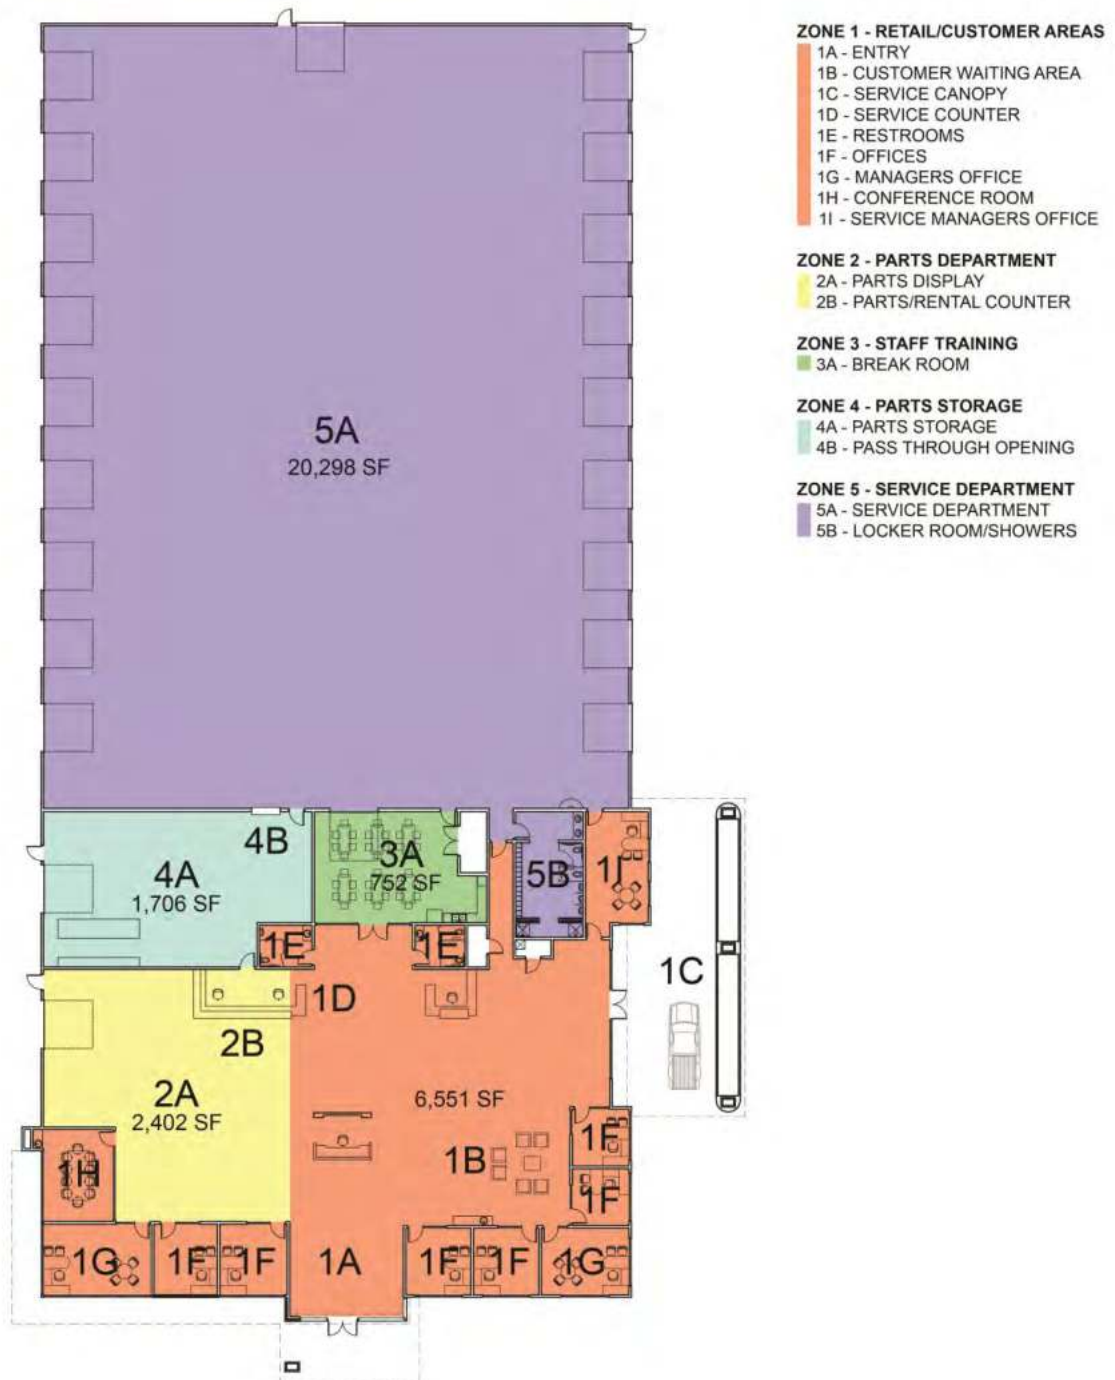 ZONE 1 - RETAIL/CUSTOMER AREAS
1A - ENTRY
1B - CUSTOMER WAITING AREA
1C - SERVICE CANOPY
1D - SERVICE COUNTER
1E - RESTROOMS
1F - OFFICES
1G - MANAGERS OFFICE
1H - CONFERENCE ROOM
1I - SERVICE MANAGERS OFFICE
ZONE 2 - PARTS DEPARTMENT
2A - PARTS DISPLAY
2B - PARTS/RENTAL COUNTER
ZONE 3 - STAFF TRAINING
3A - BREAK ROOM
ZONE 4 - PARTS STORAGE
4A - PARTS STORAGE
4B - PASS THROUGH OPENING
ZONE 5 - SERVICE DEPARTMENT
5A - SERVICE DEPARTMENT
5B - LOCKER ROOM/SHOWERS
5A
20,298 SF
4B
4A
1,706 SF
3A
752 SF
5B
1I
1E
1E
1C
1D
2B
2A
2,402 SF
6,551 SF
1B
1F
1H
1F
1G
1F
1F
1A
1F
1F
1G